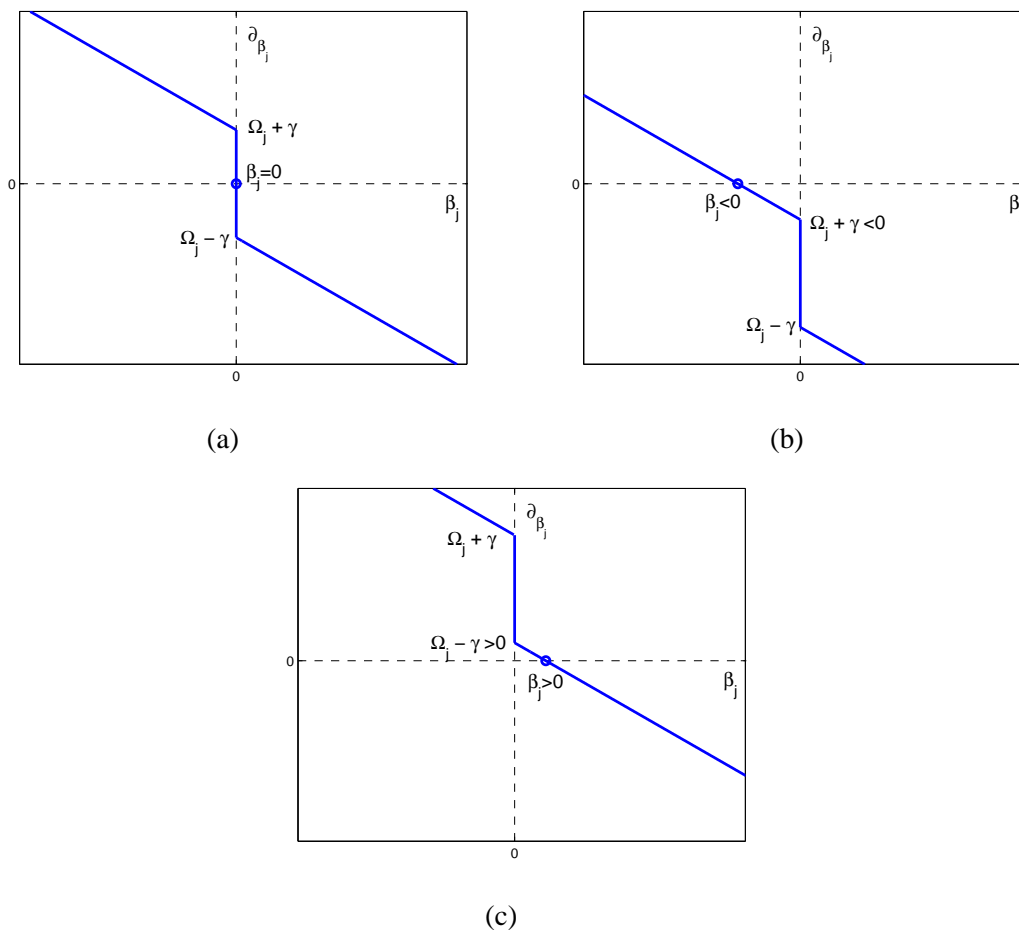 ∂βj
Ωj + γ
βj=0
0
βj
Ωj − γ
0
(a)
∂βj
0
βj<0
β
Ωj + γ <0
Ωj − γ
0
(b)
∂βj
Ωj + γ
Ωj − γ >0
0
βj>0
βj
0
(c)